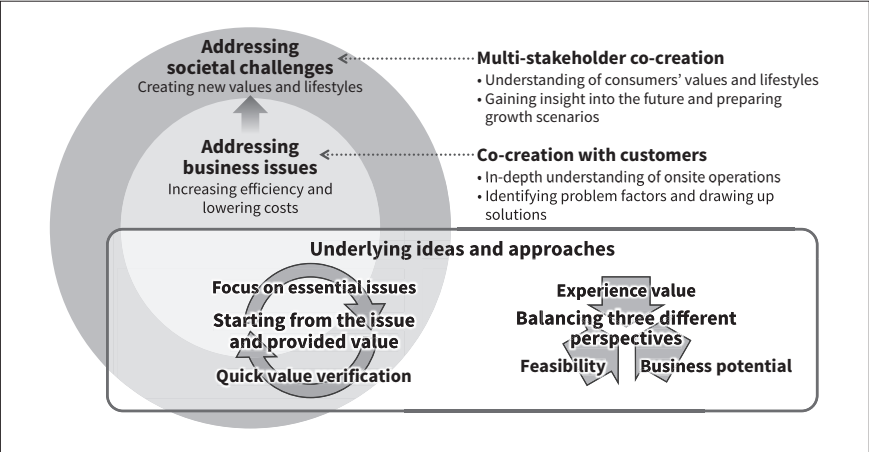 Addressing
societal challenges
Creating new values and lifestyles
Multi-stakeholder co-creation
• Understanding of consumers’ values and lifestyles
• Gaining insight into the future and preparing
growth scenarios
Addressing
business issues
Increasing efficiency and
lowering costs
Co-creation with customers
• In-depth understanding of onsite operations
• Identifying problem factors and drawing up
solutions
Underlying ideas and approaches
Focus on essential issues
Starting from the issue
and provided value
Quick value verification
Experience value
Balancing three different
perspectives
Feasibility
Business potential